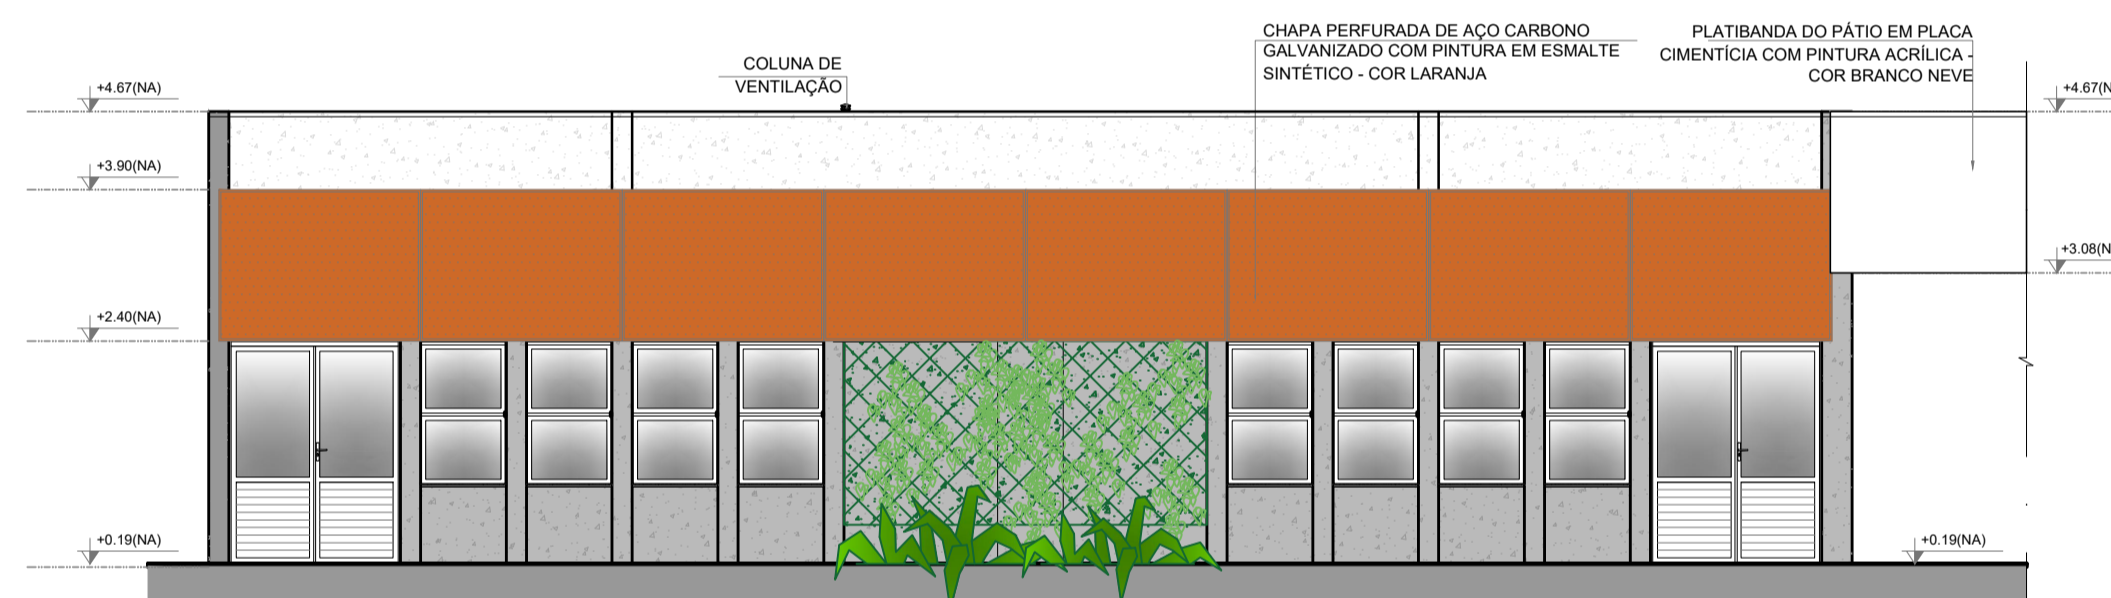 CHAPA PERFURADA DE AÇO CARBONO
GALVANIZADO COM PINTURA EM ESMALTE
SINTÉTICO - COR LARANJA
PLATIBANDA DO PÁTIO EM PLACA
CIMENTÍCIA COM PINTURA ACRÍLICA -
COR BRANCO NEVE
COLUNA DE
VENTILAÇÃO
+4.67(NA)
+4.67(N
+3.90(NA)
+3.08(N
+2.40(NA)
+0.19(NA)
+0.19(NA)